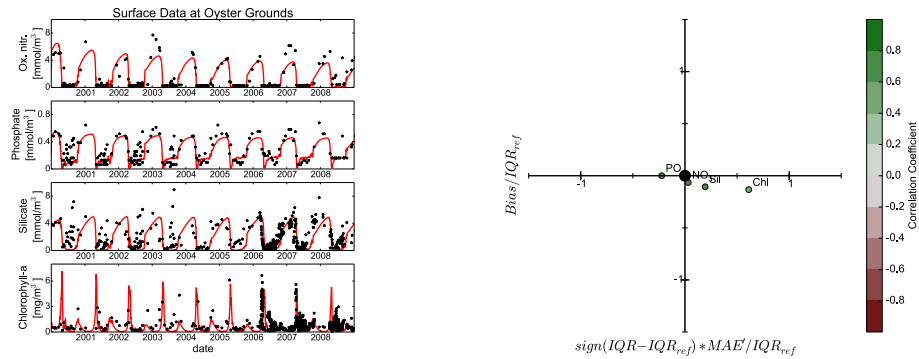 Surface Data at Oyster Grounds
Ox. nitr.
[mmol/m³ ]
8
4
0
2001 2002 2003 2004 2005 2006 2007 2008
Phosphate
[mmol/m³ ]
0.8
0.4
0.0
2001 2002 2003 2004 2005 2006 2007 2008
Silicate
[mmol/m³ ]
8
4
0
2001 2002 2003 2004 2005 2006 2007 2008
Chlorophyll-a
[mg/m³ ]
6
3
0
2001 2002 2003 2004 2005 2006 2007 2008
date
Bias/IQR_ref
1
-1 1
-1
PO NO Sil Chl
sign(IQR−IQR_ref)∗MAE′/IQR_ref
0.8
0.6
0.4
0.2
0.0
-0.2
-0.4
-0.6
-0.8
Correlation Coefficient